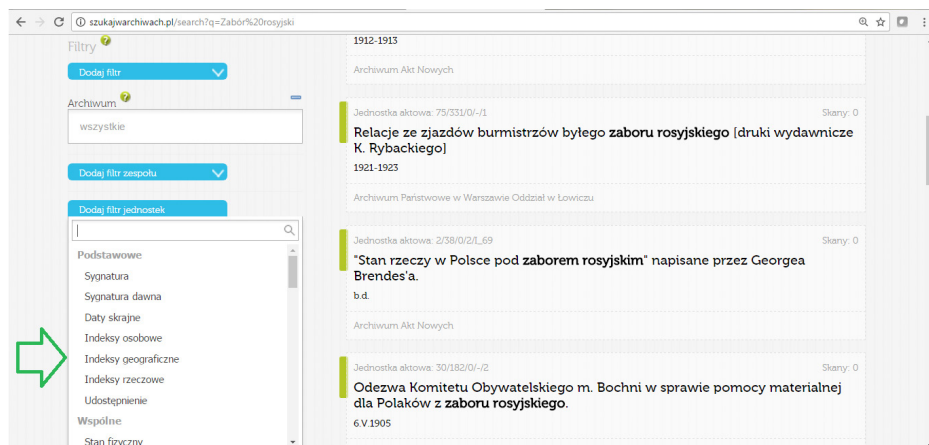 szukajwarchiwach.pl/search?q=Zabór%20rosyjski
Filtry
Dodaj filtr
Archiwum
wszystkie
Dodaj filtr zespołu
Dodaj filtr jednostek
Podstawowe
Sygnatura
Sygnatura dawna
Daty skrajne
Indeksy osobowe
Indeksy geograficzne
Indeksy rzeczowe
Udostępnienie
Wspólne
Stan fizyczny
1912-1913
Archiwum Akt Nowych
Jednostka aktowa: 75/331/0/-/1 Skany: 0
Relacje ze zjazdów burmistrzów byłego zaboru rosyjskiego [druki wydawnicze
K. Rybackiego]
1921-1923
Archiwum Państwowe w Warszawie Oddział w Łowiczu
Jednostka aktowa: 2/38/0/2/I_69 Skany: 0
"Stan rzeczy w Polsce pod zaborem rosyjskim" napisane przez Georgea
Brendes'a.
b.d.
Archiwum Akt Nowych
Jednostka aktowa: 30/182/0/-/2 Skany: 0
Odezwa Komitetu Obywatelskiego m. Bochni w sprawie pomocy materialnej
dla Polaków z zaboru rosyjskiego.
6.V.1905